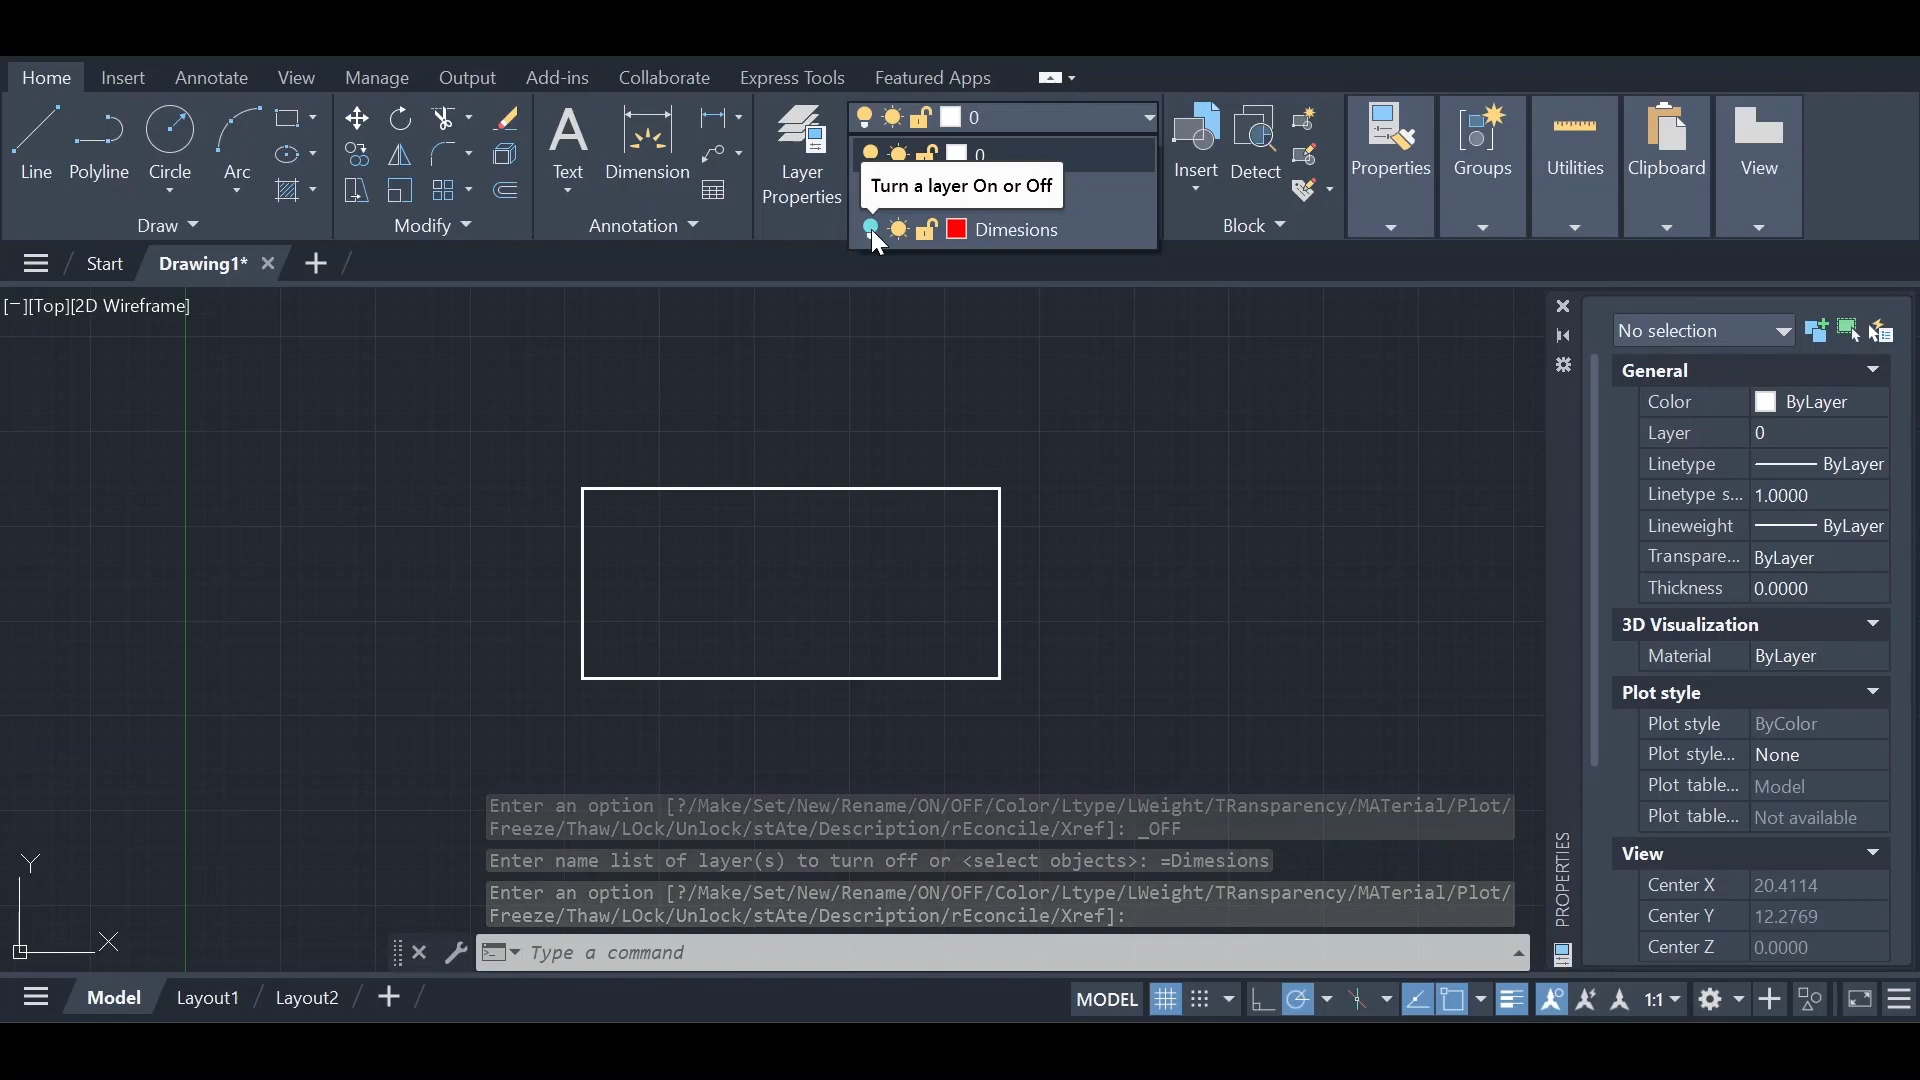 Home Insert Annotate View Manage Output Add-ins Collaborate Express Tools Featured Apps
0
0
Turn a layer On or Off
Dimesions
Line Polyline Circle Arc
Text Dimension
Layer
Properties
Insert Detect
Properties Groups Utilities Clipboard View
Draw Modify Annotation Block
Start Drawing1*
[−][Top][2D Wireframe]
No selection
General
Color ByLayer
Layer 0
Linetype ByLayer
Linetype s... 1.0000
Lineweight ByLayer
Transpare... ByLayer
Thickness 0.0000
3D Visualization
Material ByLayer
Plot style
Plot style ByColor
Plot style... None
Plot table... Model
Plot table... Not available
View
Center X 20.4114
Center Y 12.2769
Center Z 0.0000
PROPERTIES
Enter an option [?/Make/Set/New/Rename/ON/OFF/Color/Ltype/LWeight/TRansparency/MATerial/Plot/
Freeze/Thaw/LOck/Unlock/stAte/Description/rEconcile/Xref]: _OFF
Enter name list of layer(s) to turn off or <select objects>: =Dimesions
Enter an option [?/Make/Set/New/Rename/ON/OFF/Color/Ltype/LWeight/TRansparency/MATerial/Plot/
Freeze/Thaw/LOck/Unlock/stAte/Description/rEconcile/Xref]:
Y
X
Type a command
Model Layout1 Layout2
MODEL 1:1